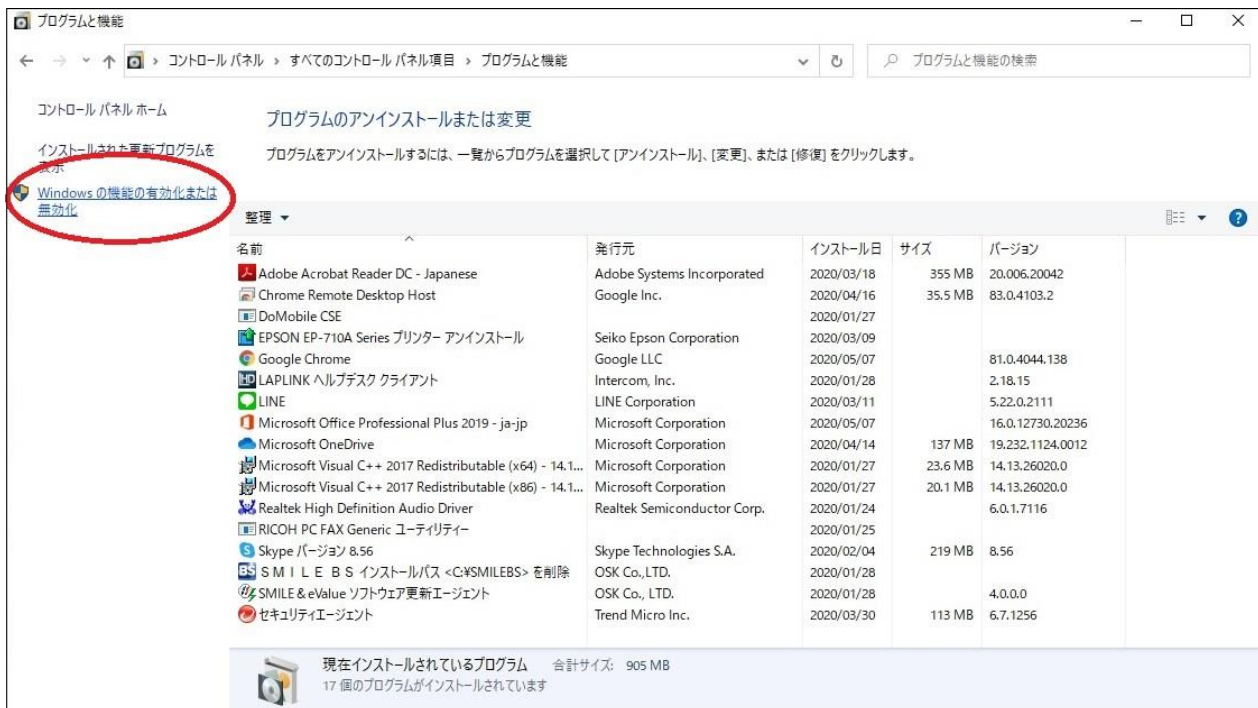 プログラムと機能
コントロール パネル › すべてのコントロール パネル項目 › プログラムと機能
プログラムと機能の検索
コントロール パネル ホーム
インストールされた更新プログラムを
表示
Windows の機能の有効化または
無効化
プログラムのアンインストールまたは変更
プログラムをアンインストールするには、一覧からプログラムを選択して [アンインストール]、[変更]、または [修復] をクリックします。
整理
名前 発行元 インストール日 サイズ バージョン
Adobe Acrobat Reader DC - Japanese Adobe Systems Incorporated 2020/03/18 355 MB 20.006.20042
Chrome Remote Desktop Host Google Inc. 2020/04/16 35.5 MB 83.0.4103.2
DoMobile CSE 2020/01/27
EPSON EP-710A Series プリンター アンインストール Seiko Epson Corporation 2020/03/09
Google Chrome Google LLC 2020/05/07 81.0.4044.138
LAPLINK ヘルプデスク クライアント Intercom, Inc. 2020/01/28 2.18.15
LINE LINE Corporation 2020/03/11 5.22.0.2111
Microsoft Office Professional Plus 2019 - ja-jp Microsoft Corporation 2020/05/07 16.0.12730.20236
Microsoft OneDrive Microsoft Corporation 2020/04/14 137 MB 19.232.1124.0012
Microsoft Visual C++ 2017 Redistributable (x64) - 14.1... Microsoft Corporation 2020/01/27 23.6 MB 14.13.26020.0
Microsoft Visual C++ 2017 Redistributable (x86) - 14.1... Microsoft Corporation 2020/01/27 20.1 MB 14.13.26020.0
Realtek High Definition Audio Driver Realtek Semiconductor Corp. 2020/01/24 6.0.1.7116
RICOH PC FAX Generic ユーティリティー 2020/01/25
Skype バージョン 8.56 Skype Technologies S.A. 2020/02/04 219 MB 8.56
ＳＭＩＬＥ ＢＳ インストールパス <C:¥SMILEBS> を削除 OSK Co.,LTD. 2020/01/28
SMILE & eValue ソフトウェア更新エージェント OSK Co., LTD. 2020/01/28 4.0.0.0
セキュリティエージェント Trend Micro Inc. 2020/03/30 113 MB 6.7.1256
現在インストールされているプログラム 合計サイズ: 905 MB
17 個のプログラムがインストールされています